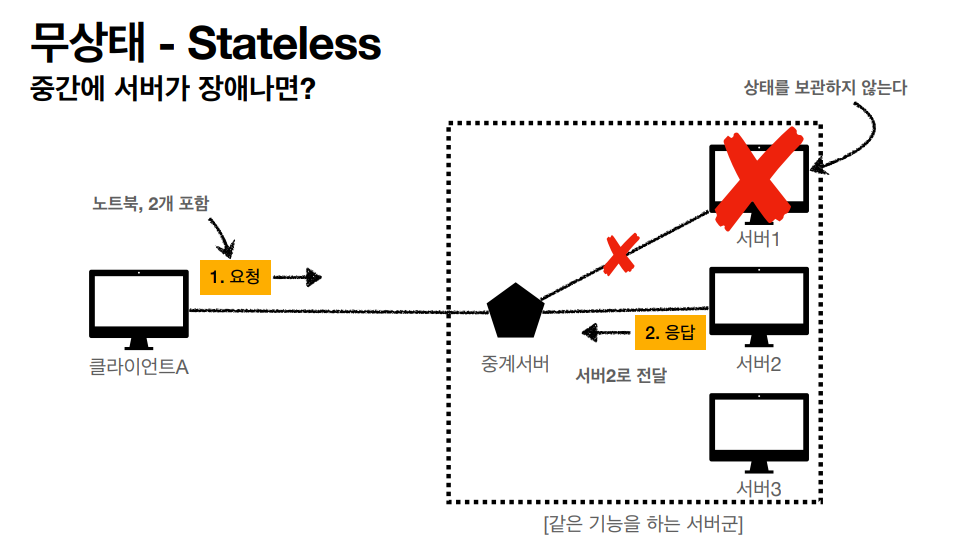 무상태 - Stateless
중간에 서버가 장애나면?
상태를 보관하지 않는다
노트북, 2개 포함
1. 요청
클라이언트A
중계서버
서버1
2. 응답
서버2로 전달
서버2
서버3
[같은 기능을 하는 서버군]